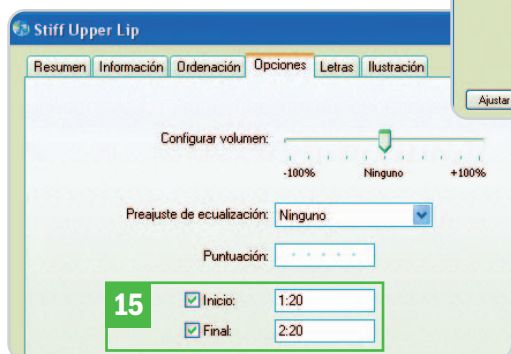 Stiff Upper Lip
Resumen Información Ordenación Opciones Letras Ilustración
Ajustar
Configurar volumen:
-100% Ninguno +100%
Preajuste de ecualización: Ninguno
Puntuación:
15
Inicio: 1:20
Final: 2:20